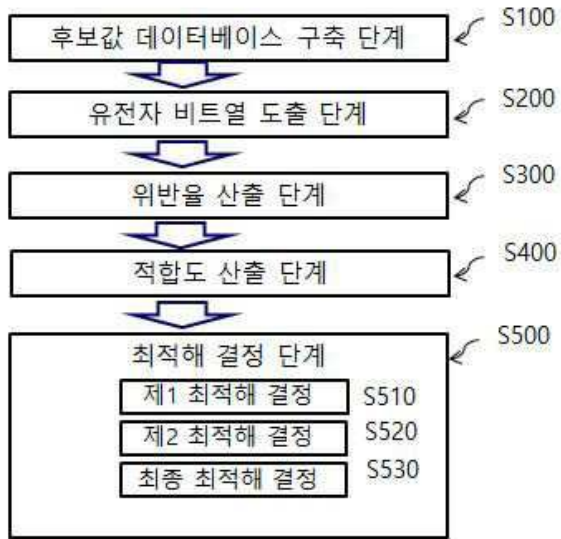 후보값 데이터베이스 구축 단계 S100
유전자 비트열 도출 단계 S200
위반율 산출 단계 S300
적합도 산출 단계 S400
최적해 결정 단계 S500
제1 최적해 결정 S510
제2 최적해 결정 S520
최종 최적해 결정 S530